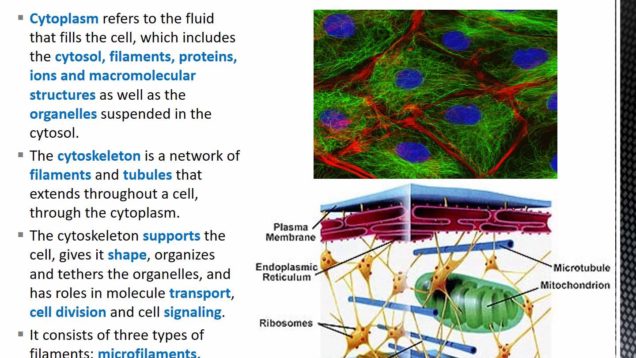 Cytoplasm refers to the fluid
that fills the cell, which includes
the cytosol, filaments, proteins,
ions and macromolecular
structures as well as the
organelles suspended in the
cytosol.
The cytoskeleton is a network of
filaments and tubules that
extends throughout a cell,
through the cytoplasm.
The cytoskeleton supports the
cell, gives it shape, organizes
and tethers the organelles, and
has roles in molecule transport,
cell division and cell signaling.
It consists of three types of
filaments: microfilaments,
Plasma
Membrane
Endoplasmic
Reticulum
Ribosomes
Microtubule
Mitochondrion